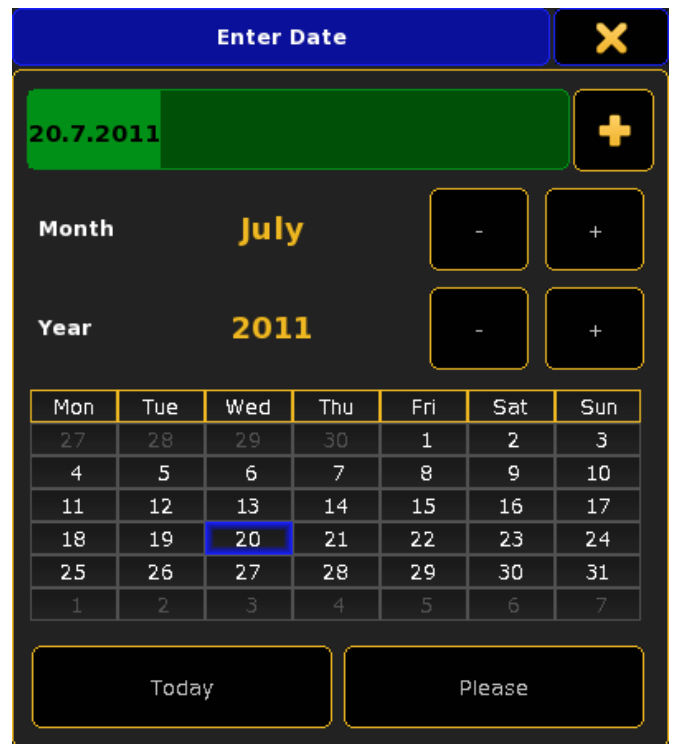 Enter Date
20.7.2011
Month July - +
Year 2011 - +
Mon Tue Wed Thu Fri Sat Sun
27 28 29 30 1 2 3
4 5 6 7 8 9 10
11 12 13 14 15 16 17
18 19 20 21 22 23 24
25 26 27 28 29 30 31
1 2 3 4 5 6 7
Today Please